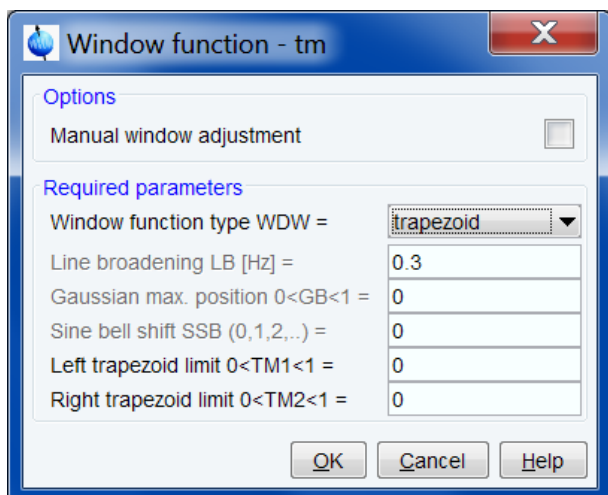 Window function - tm
Options
Manual window adjustment
Required parameters
Window function type WDW = trapezoid
Line broadening LB [Hz] = 0.3
Gaussian max. position 0<GB<1 = 0
Sine bell shift SSB (0,1,2,..) = 0
Left trapezoid limit 0<TM1<1 = 0
Right trapezoid limit 0<TM2<1 = 0
OK Cancel Help